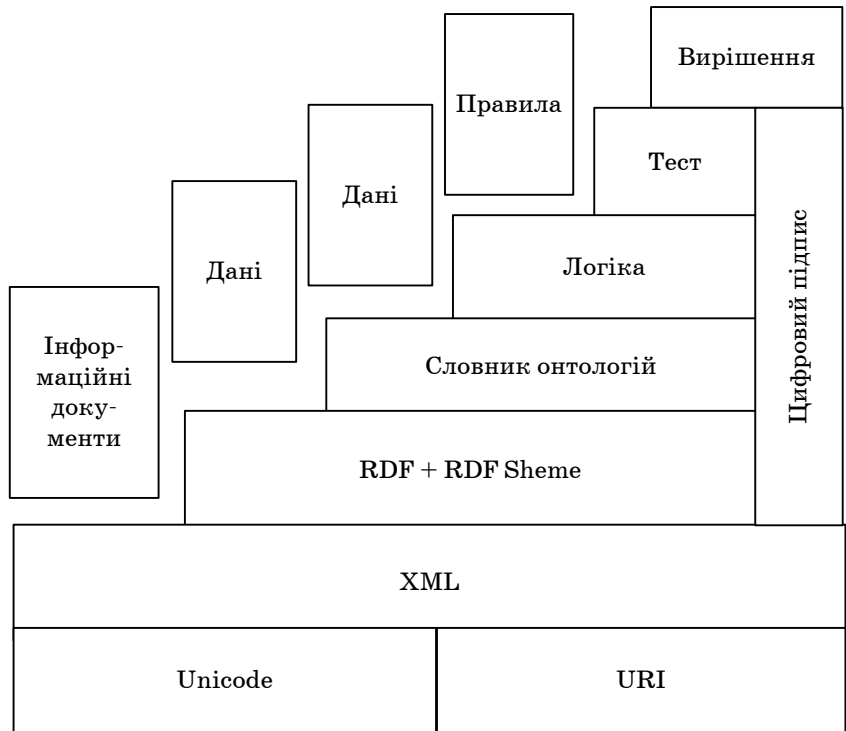 Вирішення
Правила
Тест
Дані
Логіка
Дані
Цифровий підпис
Інфор-
маційні
доку-
менти
Словник онтологій
RDF + RDF Sheme
XML
Unicode
URI